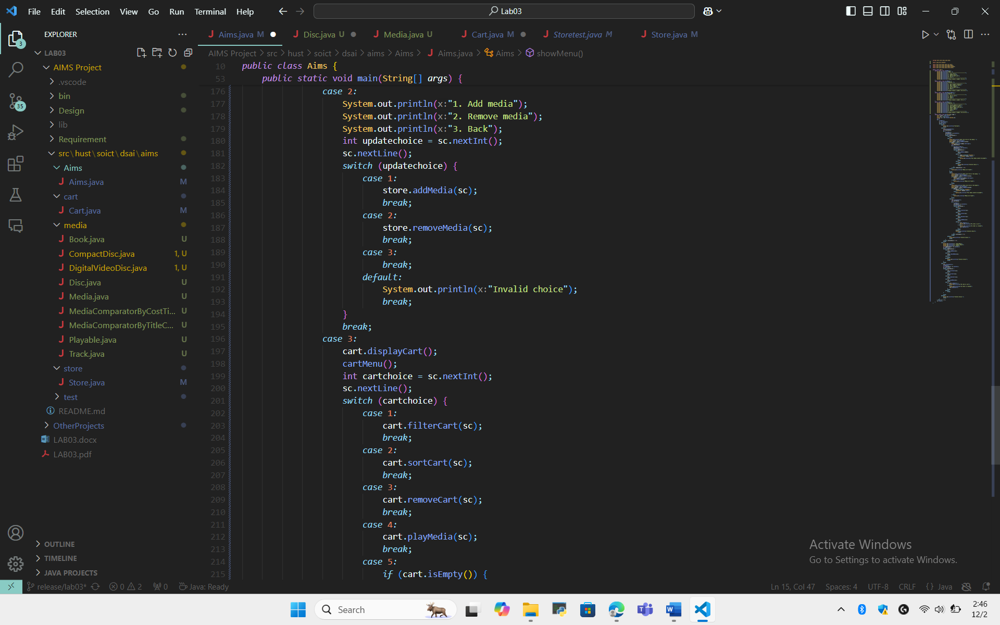 File Edit Selection View Go Run Terminal Help
Lab03
EXPLORER
Aims.java M
Disc.java U
Media.java U
Cart.java M
Storetest.java M
Store.java M
AIMS Project > src > hust > soict > dsai > aims > Aims > Aims.java > Aims > showMenu()
LAB03
AIMS Project
.vscode
bin
Design
lib
Requirement
src\hust\soict\dsai\aims
Aims
Aims.java M
cart
Cart.java M
media
Book.java U
CompactDisc.java 1, U
DigitalVideoDisc.java 1, U
Disc.java U
Media.java U
MediaComparatorByCostTi... U
MediaComparatorByTitleC... U
Playable.java U
Track.java U
store
Store.java M
test
README.md
OtherProjects
LAB03.docx
LAB03.pdf
OUTLINE
TIMELINE
JAVA PROJECTS
3
35
10 public class Aims {
53 public static void main(String[] args) {
176 case 2:
177 System.out.println(x:"1. Add media");
178 System.out.println(x:"2. Remove media");
179 System.out.println(x:"3. Back");
180 int updatechoice = sc.nextInt();
181 sc.nextLine();
182 switch (updatechoice) {
183 case 1:
184 store.addMedia(sc);
185 break;
186 case 2:
187 store.removeMedia(sc);
188 break;
189 case 3:
190 break;
191 default:
192 System.out.println(x:"Invalid choice");
193 break;
194 }
195 break;
196 case 3:
197 cart.displayCart();
198 cartMenu();
199 int cartchoice = sc.nextInt();
200 sc.nextLine();
201 switch (cartchoice) {
202 case 1:
203 cart.filterCart(sc);
204 break;
205 case 2:
206 cart.sortCart(sc);
207 break;
208 case 3:
209 cart.removeCart(sc);
210 break;
211 case 4:
212 cart.playMedia(sc);
213 break;
214 case 5:
215 if (cart.isEmpty()) {
Activate Windows
Go to Settings to activate Windows.
release/lab03* 0 2 0 Java: Ready
Ln 15, Col 47 Spaces: 4 UTF-8 CRLF {} Java
Search
2:46
12/2